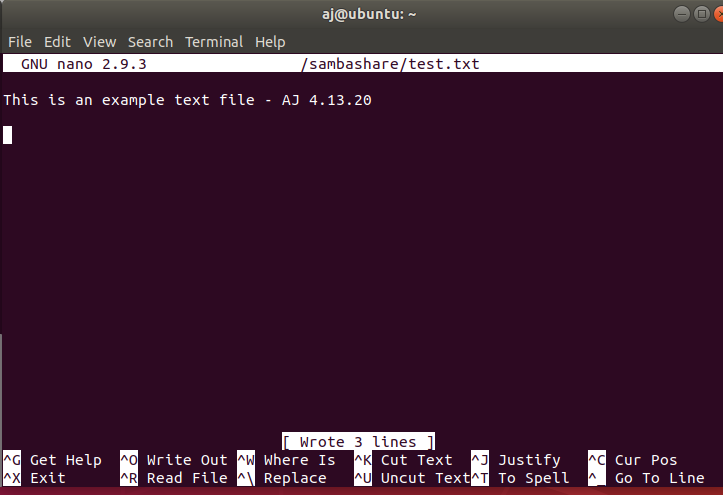 aj@ubuntu: ~
File Edit View Search Terminal Help
GNU nano 2.9.3 /sambashare/test.txt
This is an example text file - AJ 4.13.20
[ Wrote 3 lines ]
^G Get Help ^O Write Out ^W Where Is ^K Cut Text ^J Justify ^C Cur Pos
^X Exit ^R Read File ^\ Replace ^U Uncut Text ^T To Spell ^_ Go To Line